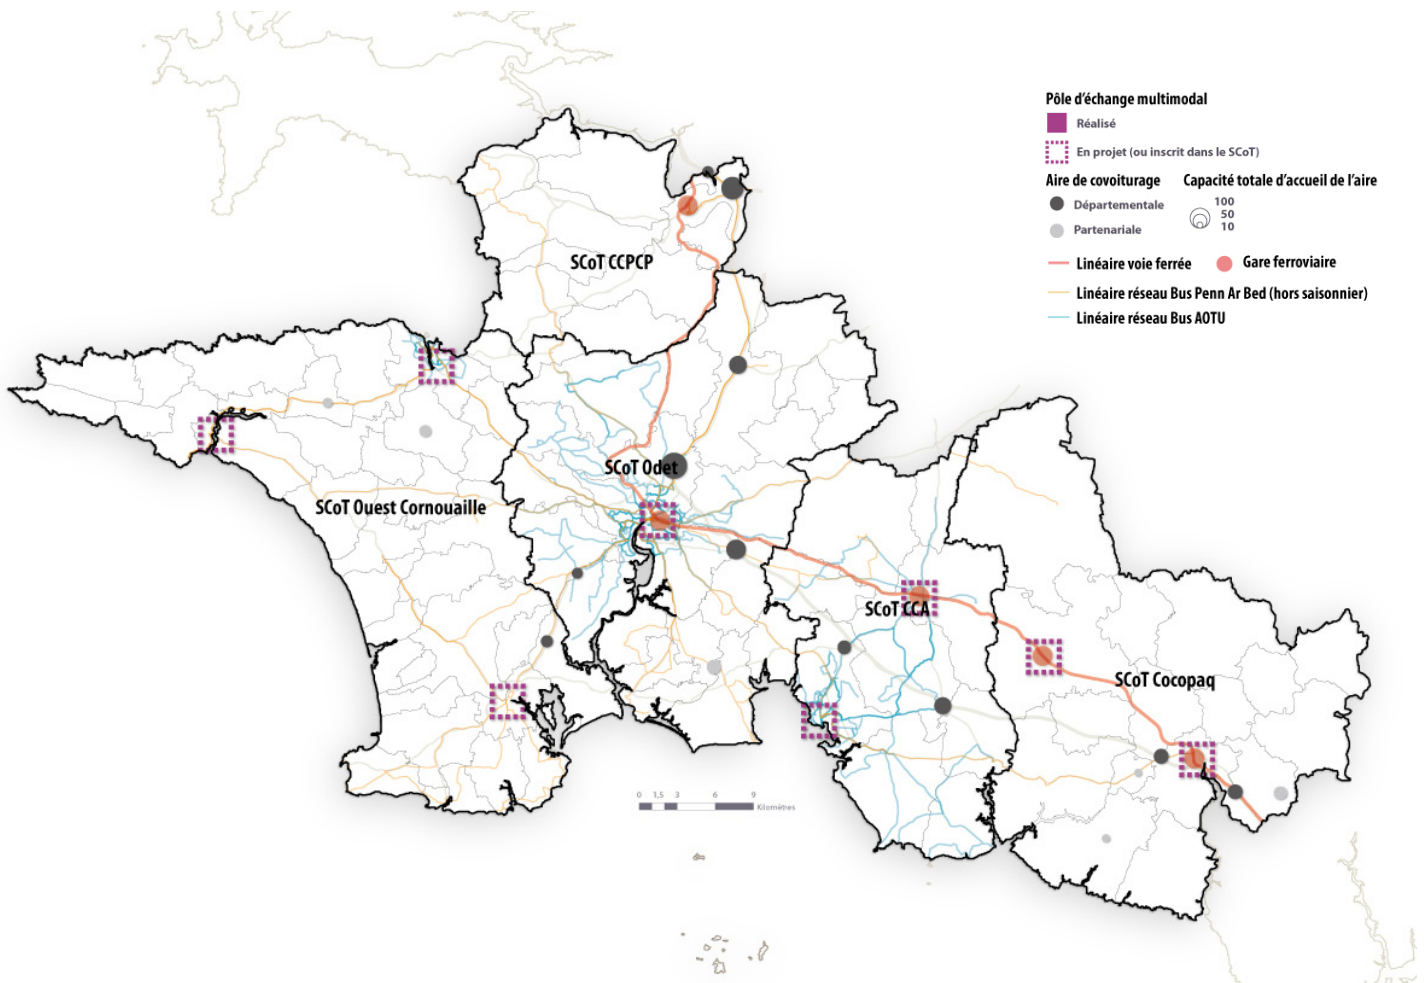 Pôle d'échange multimodal
Réalisé
En projet (ou inscrit dans le SCoT)
Aire de covoiturage
Capacité totale d'accueil de l'aire
Départementale
100
50
10
Partenariale
Linéaire voie ferrée
Gare ferroviaire
Linéaire réseau Bus Penn Ar Bed (hors saisonnier)
Linéaire réseau Bus AOTU
SCoT CCPCP
SCoT Odet
SCoT Ouest Cornouaille
SCoT CCA
SCoT Cocopaq
0 1,5 3 6 9
Kilomètres